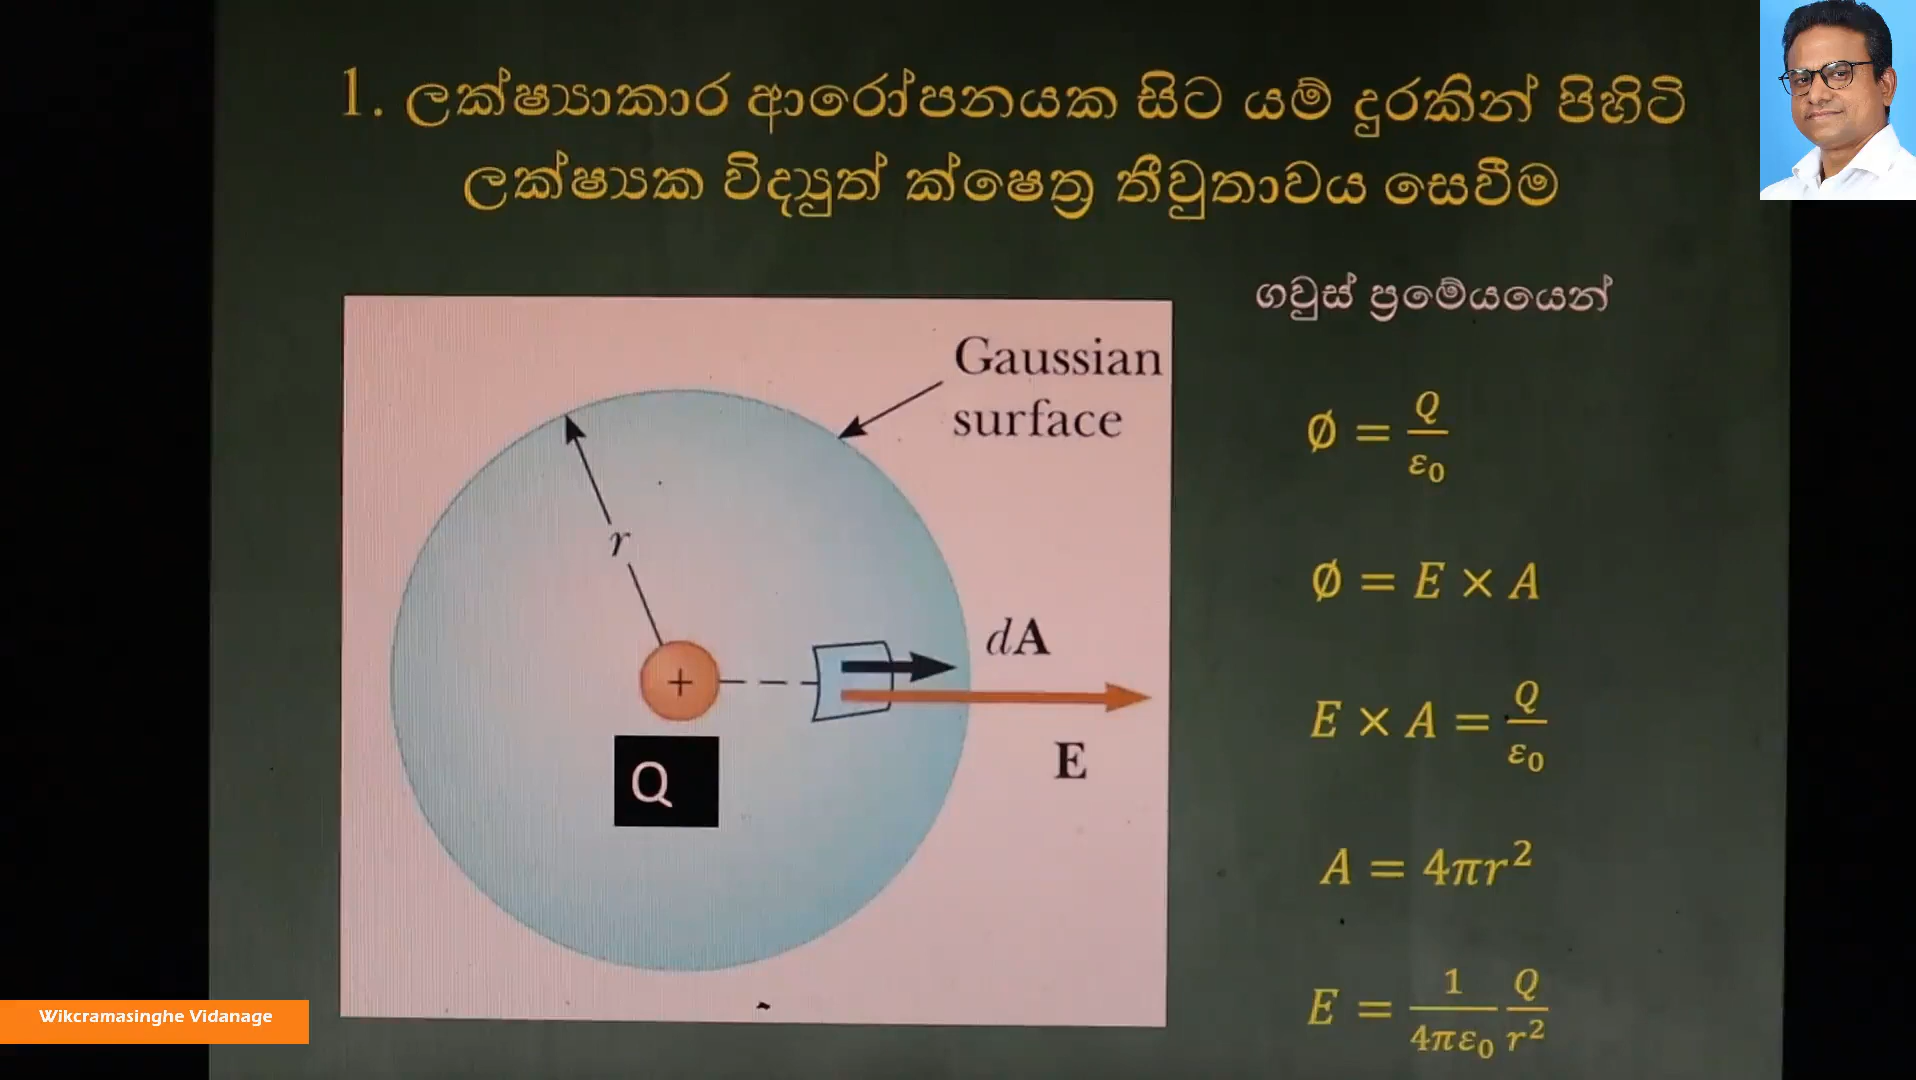 1. ලක්ෂ්‍යාකාර ආරෝපනයක සිට යම් දුරකින් පිහිටි
ලක්ෂ්‍යක විද්‍යුත් ක්ෂෙත්‍ර තීවුතාවය සෙවීම
ගවුස් ප්‍රමේයයෙන්
Gaussian
surface
r
+
Q
dA
E
∅ = Q/ε₀
∅ = E × A
E × A = Q/ε₀
A = 4πr²
E = 1/4πε₀ Q/r²
Wikcramasinghe Vidanage